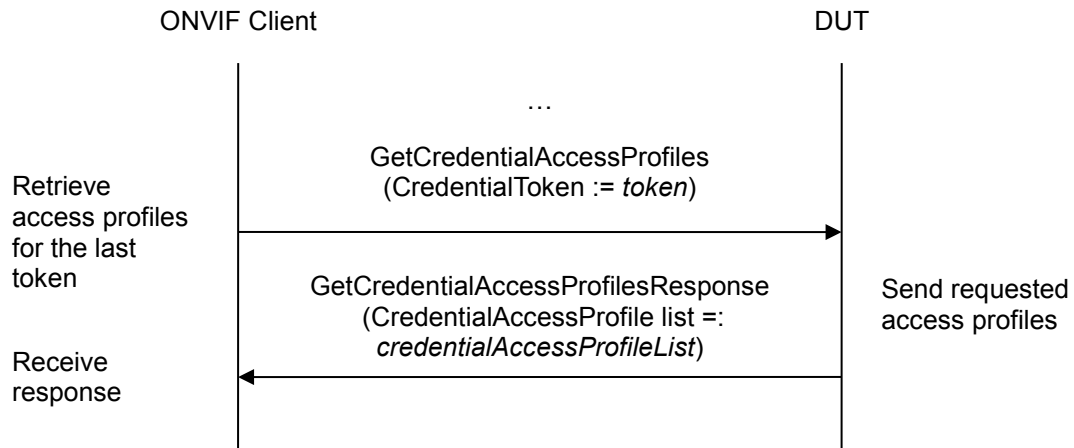 ONVIF Client
DUT
…
GetCredentialAccessProfiles
(CredentialToken := token)
Retrieve
access profiles
for the last
token
GetCredentialAccessProfilesResponse
(CredentialAccessProfile list =:
credentialAccessProfileList)
Send requested
access profiles
Receive
response